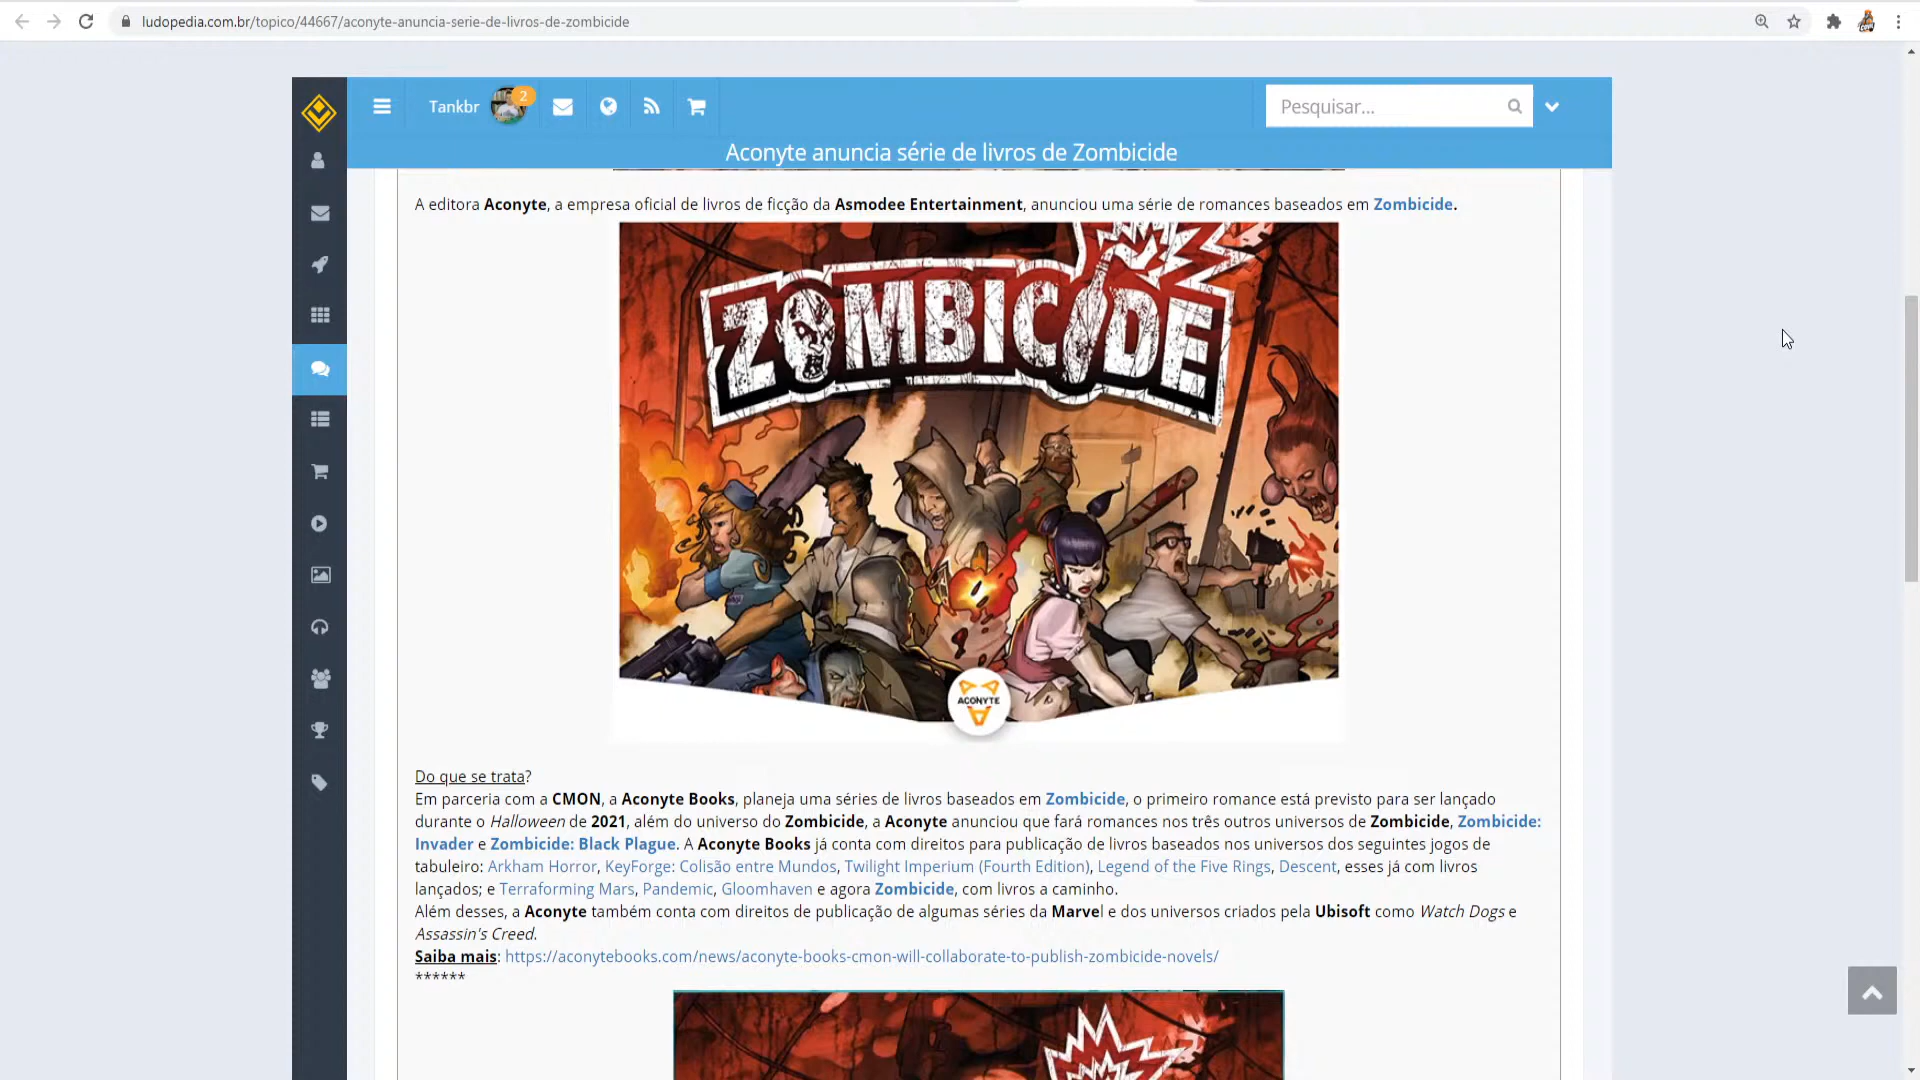 ludopedia.com.br/topico/44667/aconyte-anuncia-serie-de-livros-de-zombicide
Tankbr
2
Pesquisar...
Aconyte anuncia série de livros de Zombicide
A editora Aconyte, a empresa oficial de livros de ficção da Asmodee Entertainment, anunciou uma série de romances baseados em Zombicide.
ZOMBICIDE
ACONYTE
Do que se trata?
Em parceria com a CMON, a Aconyte Books, planeja uma séries de livros baseados em Zombicide, o primeiro romance está previsto para ser lançado
durante o Halloween de 2021, além do universo do Zombicide, a Aconyte anunciou que fará romances nos três outros universos de Zombicide, Zombicide:
Invader e Zombicide: Black Plague. A Aconyte Books já conta com direitos para publicação de livros baseados nos universos dos seguintes jogos de
tabuleiro: Arkham Horror, KeyForge: Colisão entre Mundos, Twilight Imperium (Fourth Edition), Legend of the Five Rings, Descent, esses já com livros
lançados; e Terraforming Mars, Pandemic, Gloomhaven e agora Zombicide, com livros a caminho.
Além desses, a Aconyte também conta com direitos de publicação de algumas séries da Marvel e dos universos criados pela Ubisoft como Watch Dogs e
Assassin's Creed.
Saiba mais: https://aconytebooks.com/news/aconyte-books-cmon-will-collaborate-to-publish-zombicide-novels/
******